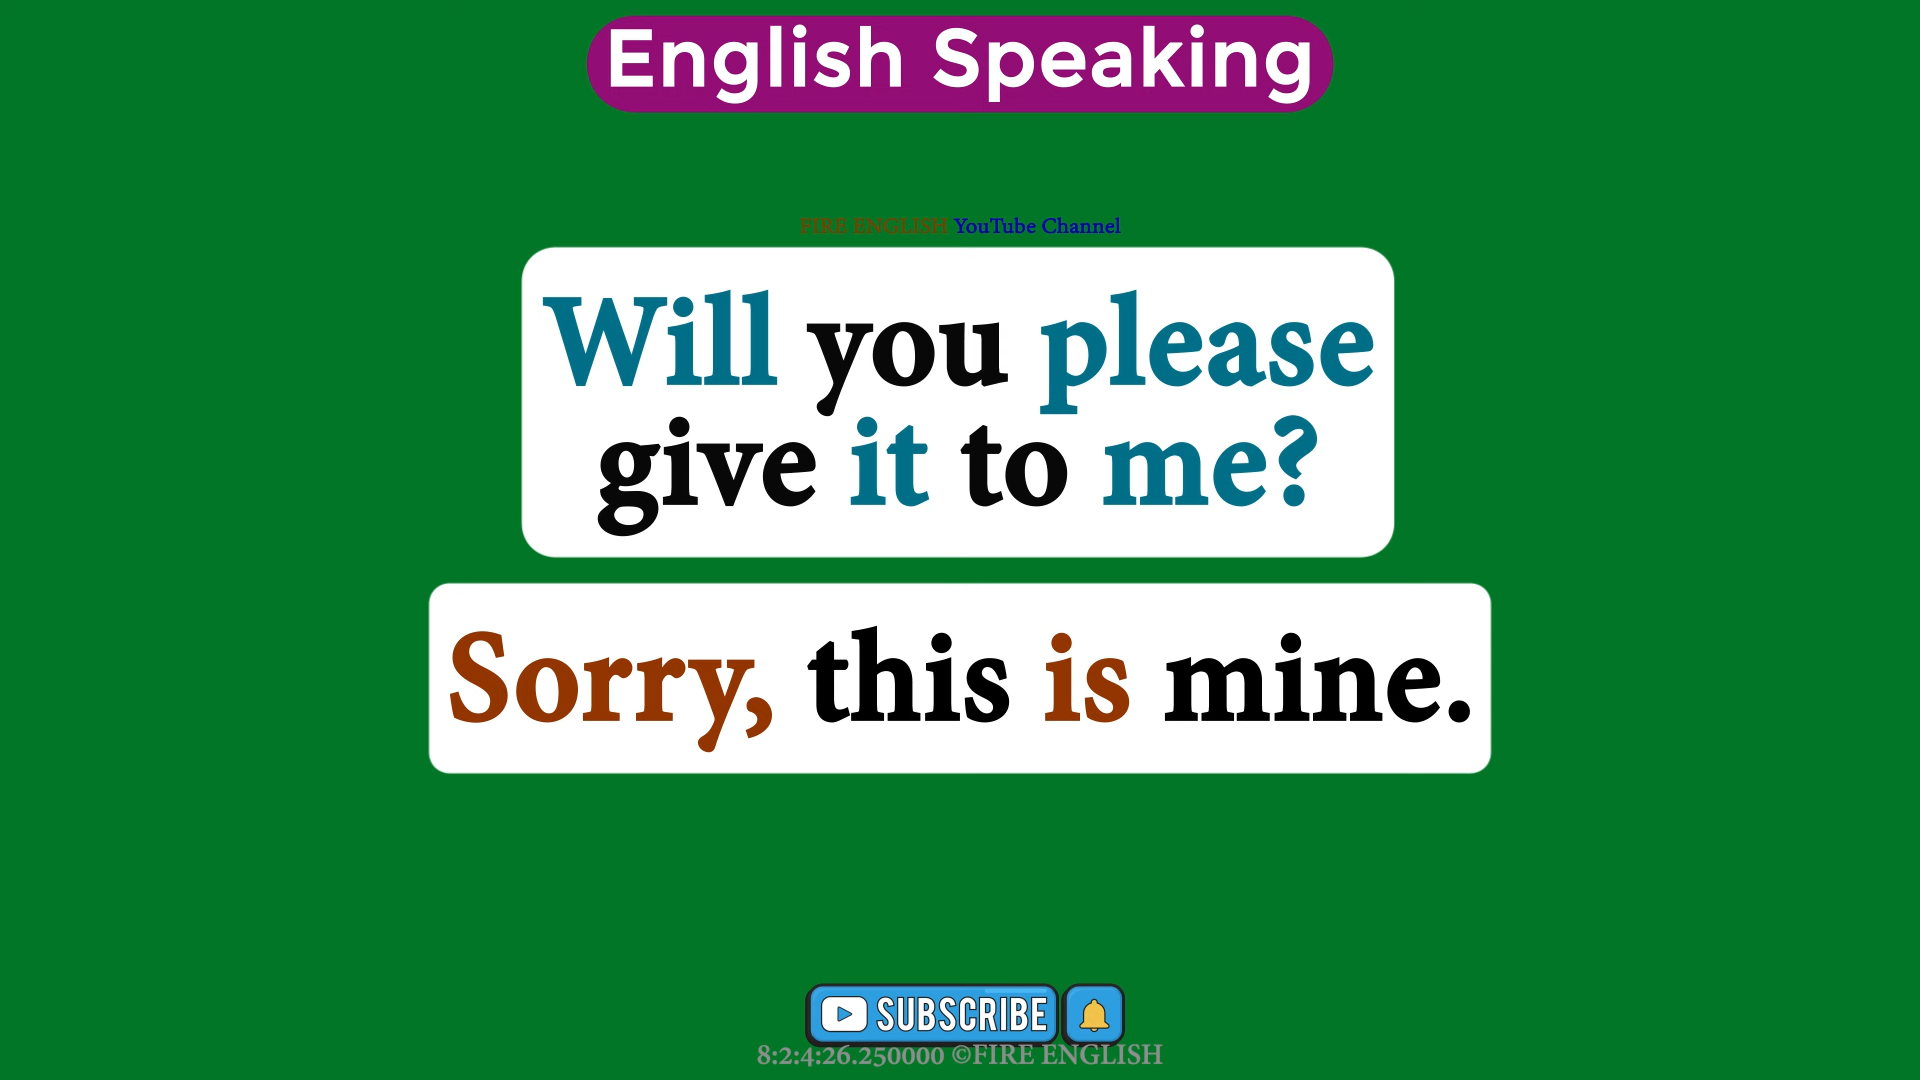 English Speaking
FIRE ENGLISH YouTube Channel
Will you please
give it to me?
Sorry, this is mine.
SUBSCRIBE
8:2:4:26.250000 ©FIRE ENGLISH